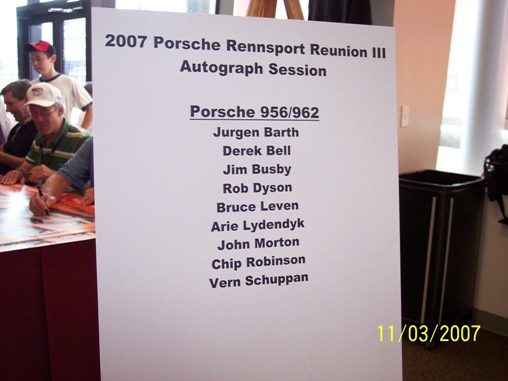 2007 Porsche Rennsport Reunion III
Autograph Session
Porsche 956/962
Jurgen Barth
Derek Bell
Jim Busby
Rob Dyson
Bruce Leven
Arie Lydendyk
John Morton
Chip Robinson
Vern Schuppan
11/03/2007